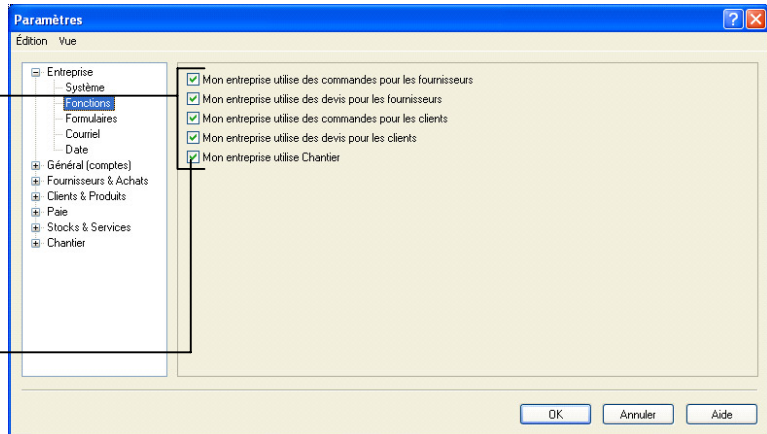 Paramètres
Édition Vue
Entreprise
Système
Fonctions
Formulaires
Courriel
Date
Général (comptes)
Fournisseurs & Achats
Clients & Produits
Paie
Stocks & Services
Chantier
Mon entreprise utilise des commandes pour les fournisseurs
Mon entreprise utilise des devis pour les fournisseurs
Mon entreprise utilise des commandes pour les clients
Mon entreprise utilise des devis pour les clients
Mon entreprise utilise Chantier
OK Annuler Aide